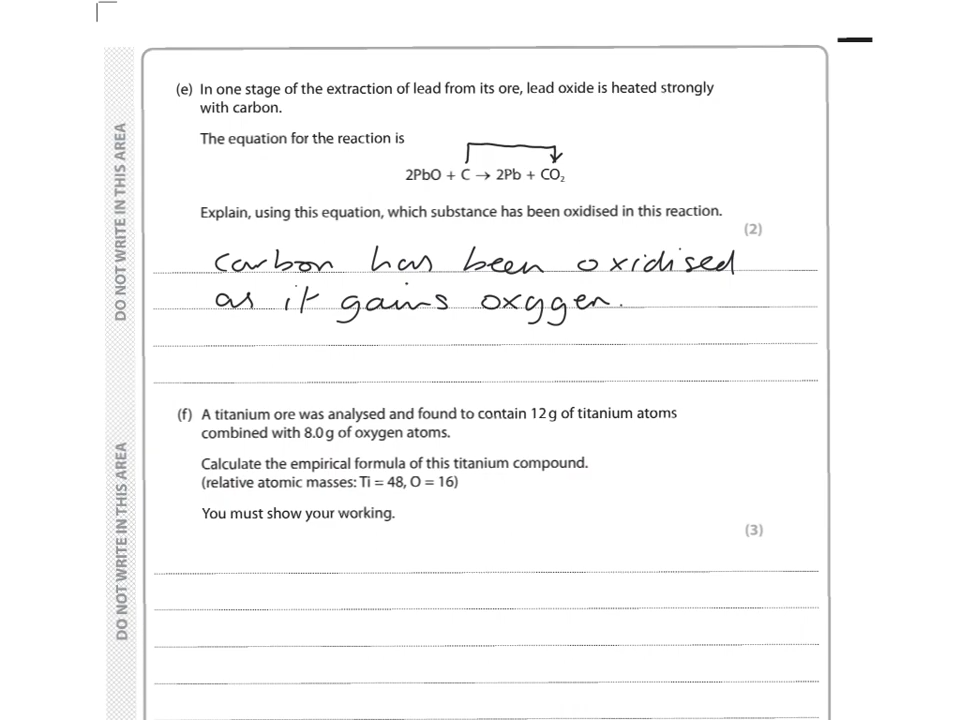 (e) In one stage of the extraction of lead from its ore, lead oxide is heated strongly
with carbon.
The equation for the reaction is
2PbO + C → 2Pb + CO₂
Explain, using this equation, which substance has been oxidised in this reaction.
(2)
carbon has been oxidised
as it gains oxygen.
(f) A titanium ore was analysed and found to contain 12 g of titanium atoms
combined with 8.0 g of oxygen atoms.
Calculate the empirical formula of this titanium compound.
(relative atomic masses: Ti = 48, O = 16)
You must show your working.
(3)
DO NOT WRITE IN THIS AREA
DO NOT WRITE IN THIS AREA